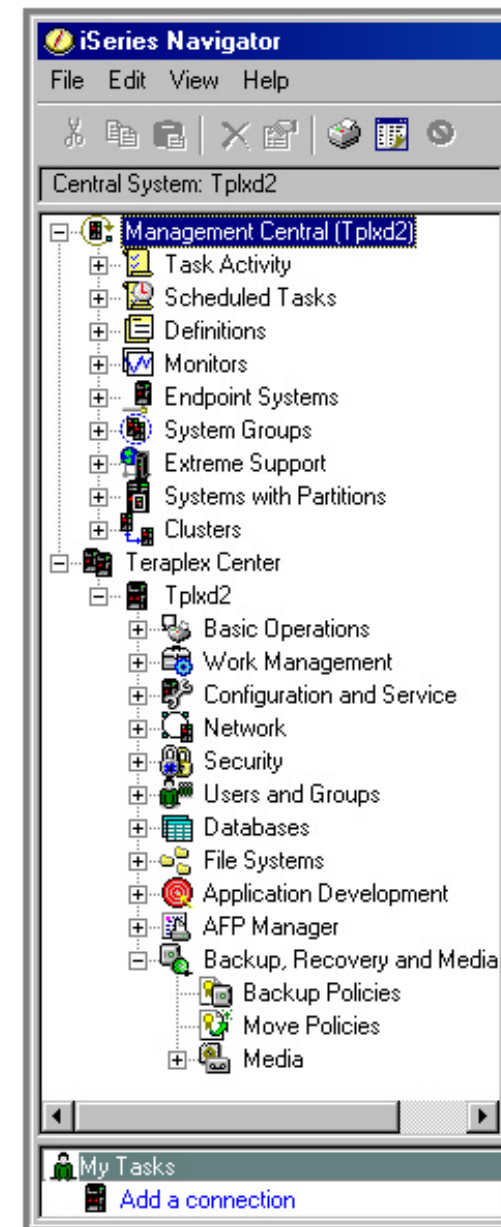 iSeries Navigator
File Edit View Help
Central System: Tplxd2
Management Central (Tplxd2)
Task Activity
Scheduled Tasks
Definitions
Monitors
Endpoint Systems
System Groups
Extreme Support
Systems with Partitions
Clusters
Teraplex Center
Tplxd2
Basic Operations
Work Management
Configuration and Service
Network
Security
Users and Groups
Databases
File Systems
Application Development
AFP Manager
Backup, Recovery and Media
Backup Policies
Move Policies
Media
My Tasks
Add a connection